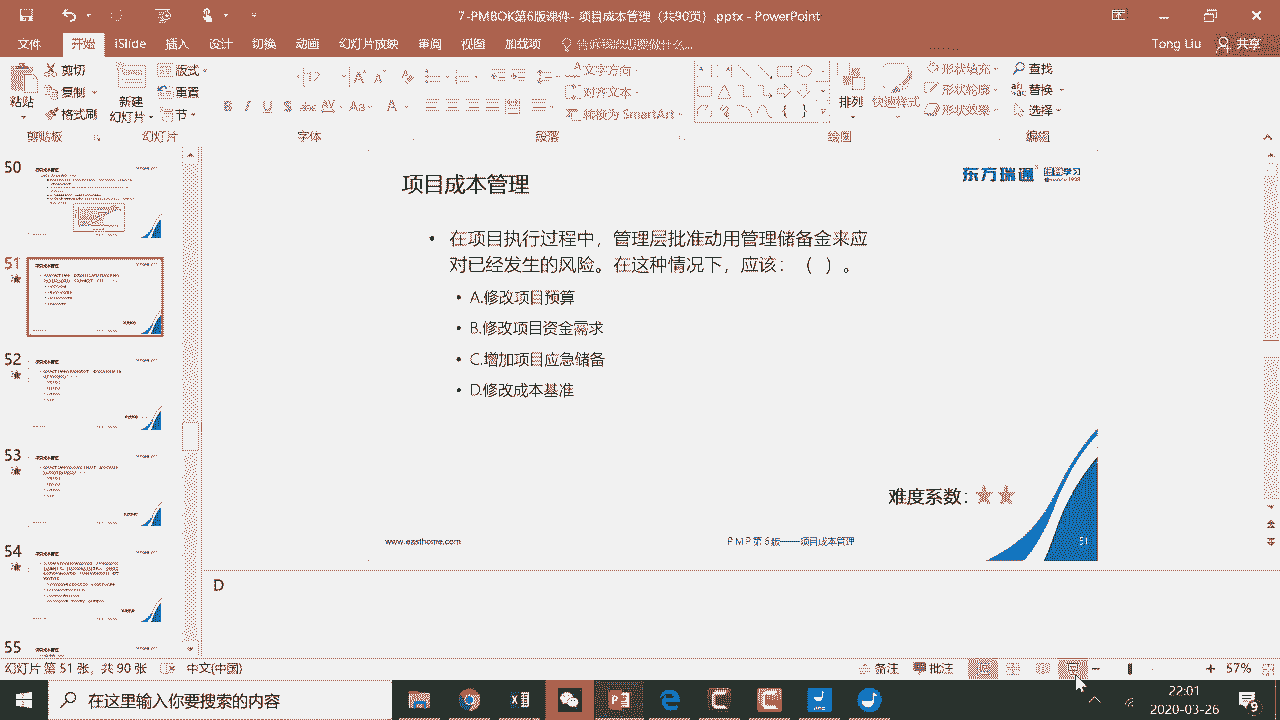 7-PMBOK第6版课件- 项目成本管理（共90页）.pptx - PowerPoint
文件 开始 iSlide 插入 设计 切换 动画 幻灯片放映 审阅 视图 加载项
Tong Liu 共享
剪切
复制
格式刷
粘贴
新建
幻灯片
版式
重置
节
12
B I U S abc AV Aa A
文字方向
对齐文本
转换为 SmartArt
排列
形状填充
形状轮廓
形状效果
查找
替换
选择
剪贴板 幻灯片 字体 段落 绘图 编辑
50
51
52
53
54
55
项目成本管理
东方瑞通
• 在项目执行过程中，管理层批准动用管理储备金来应
对已经发生的风险。在这种情况下，应该：（ ）。
• A.修改项目预算
• B.修改项目资金需求
• C.增加项目应急储备
• D.修改成本基准
难度系数：★★
www.easthome.com
PMP第6版——项目成本管理
51
D
幻灯片 第 51 张，共 90 张
中文(中国)
备注 批注
57%
在这里输入你要搜索的内容
22:01
2020-03-26